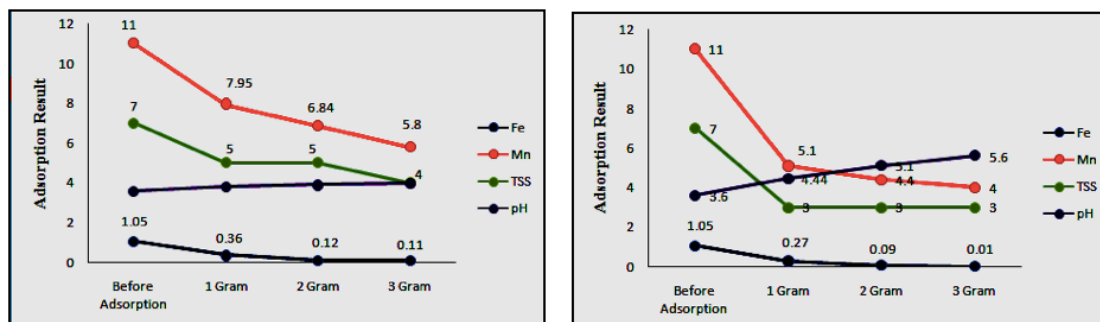 12
11
10
7.95
8
7
6.84
5.8
6
5
5
4
4
2
1.05
0.36
0.12
0.11
0
Adsorption Result
Before
Adsorption
1 Gram
2 Gram
3 Gram
Fe
Mn
TSS
pH
12
11
10
8
7
6
5.1
5.1
5.6
4.44
4.4
4
4
3.6
3
3
3
2
1.05
0.27
0.09
0.01
0
Adsorption Result
Before
Adsorption
1 Gram
2 Gram
3 Gram
Fe
Mn
TSS
pH